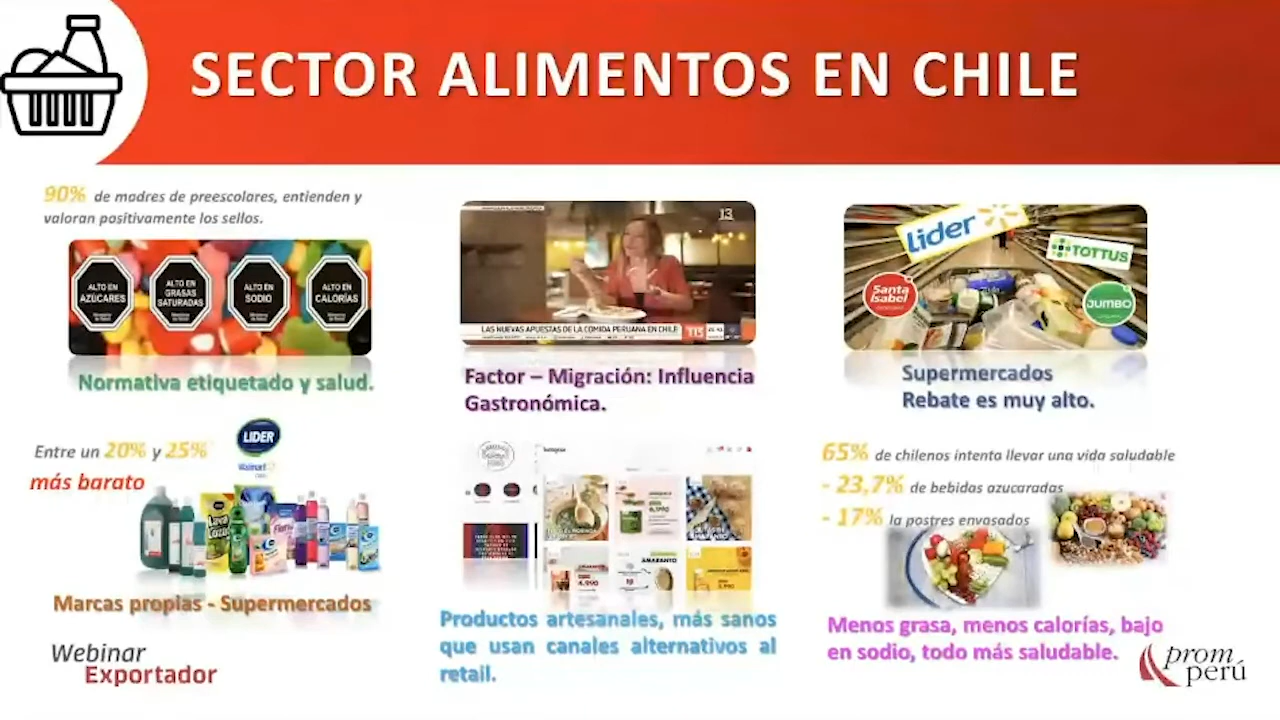 SECTOR ALIMENTOS EN CHILE
90% de madres de preescolares, entienden y
valoran positivamente los sellos.
ALTO EN
AZÚCARES
ALTO EN
GRASAS
SATURADAS
ALTO EN
SODIO
ALTO EN
CALORÍAS
Normativa etiquetado y salud.
13
LAS NUEVAS APUESTAS DE LA COMIDA PERUANA EN CHILE
T13
Factor – Migración: Influencia
Gastronómica.
Lider
TOTTUS
Santa
Isabel
JUMBO
Supermercados
Rebate es muy alto.
Entre un 20% y 25%
más barato
LIDER
Walmart
Marcas propias - Supermercados
AMARANTO
Productos artesanales, más sanos
que usan canales alternativos al
retail.
65% de chilenos intenta llevar una vida saludable
- 23,7% de bebidas azucaradas
- 17% la postres envasados
Menos grasa, menos calorías, bajo
en sodio, todo más saludable.
Webinar
Exportador
prom
perú